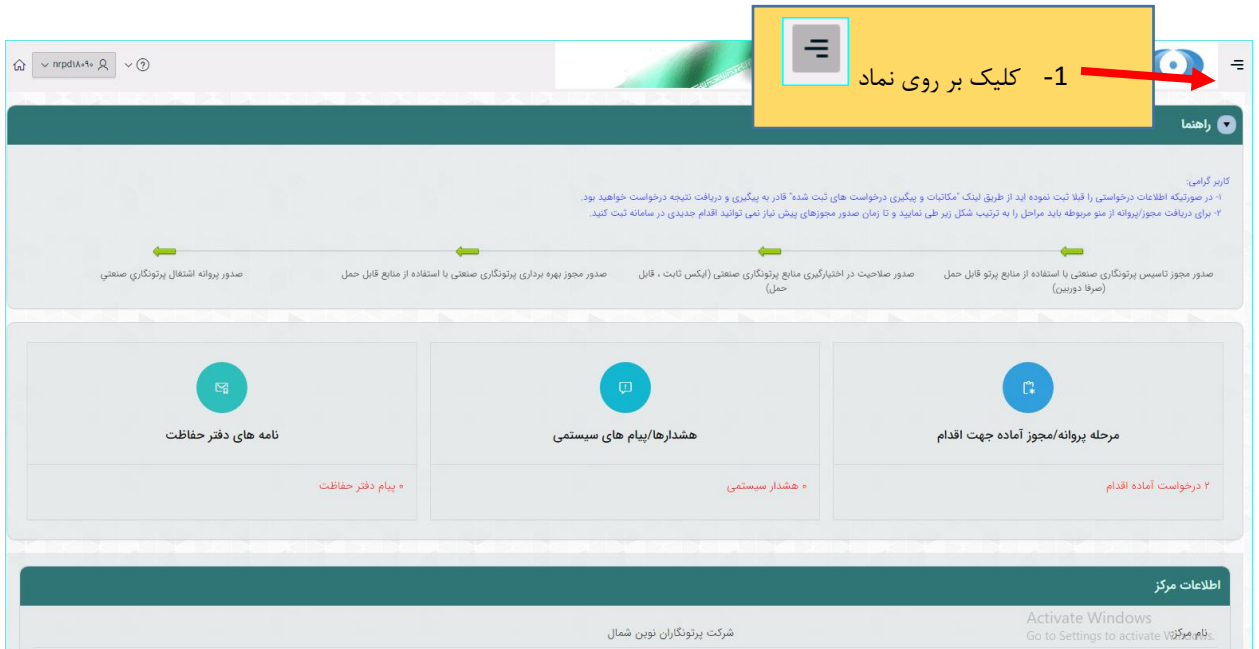 1- کلیک بر روی نماد
nrpd۱۸۰۹۰
راهنما
کاربر گرامی:
۱- در صورتیکه اطلاعات درخواستی را قبلا ثبت نموده اید از طریق لینک "مکاتبات و پیگیری درخواست های ثبت شده" قادر به پیگیری و دریافت نتیجه درخواست خواهید بود.
۲- برای دریافت مجوز/پروانه از منو مربوطه باید مراحل را به ترتیب شکل زیر طی نمایید و تا زمان صدور مجوزهای پیش نیاز نمی توانید اقدام جدیدی در سامانه ثبت کنید.
صدور مجوز تاسیس پرتونگاری صنعتی با استفاده از منابع پرتو قابل حمل
(صرفا دوربین)
صدور صلاحیت در اختیارگیری منابع پرتونگاری صنعتی (ایکس ثابت ، قابل
حمل)
صدور مجوز بهره برداری پرتونگاری صنعتی با استفاده از منابع قابل حمل
صدور پروانه اشتغال پرتونگاری صنعتی
مرحله پروانه/مجوز آماده جهت اقدام
هشدارها/پیام های سیستمی
نامه های دفتر حفاظت
۲ درخواست آماده اقدام
۰ هشدار سیستمی
۰ پیام دفتر حفاظت
اطلاعات مرکز
نام مرکز:
شرکت پرتونگاران نوین شمال
Activate Windows
Go to Settings to activate Windows.